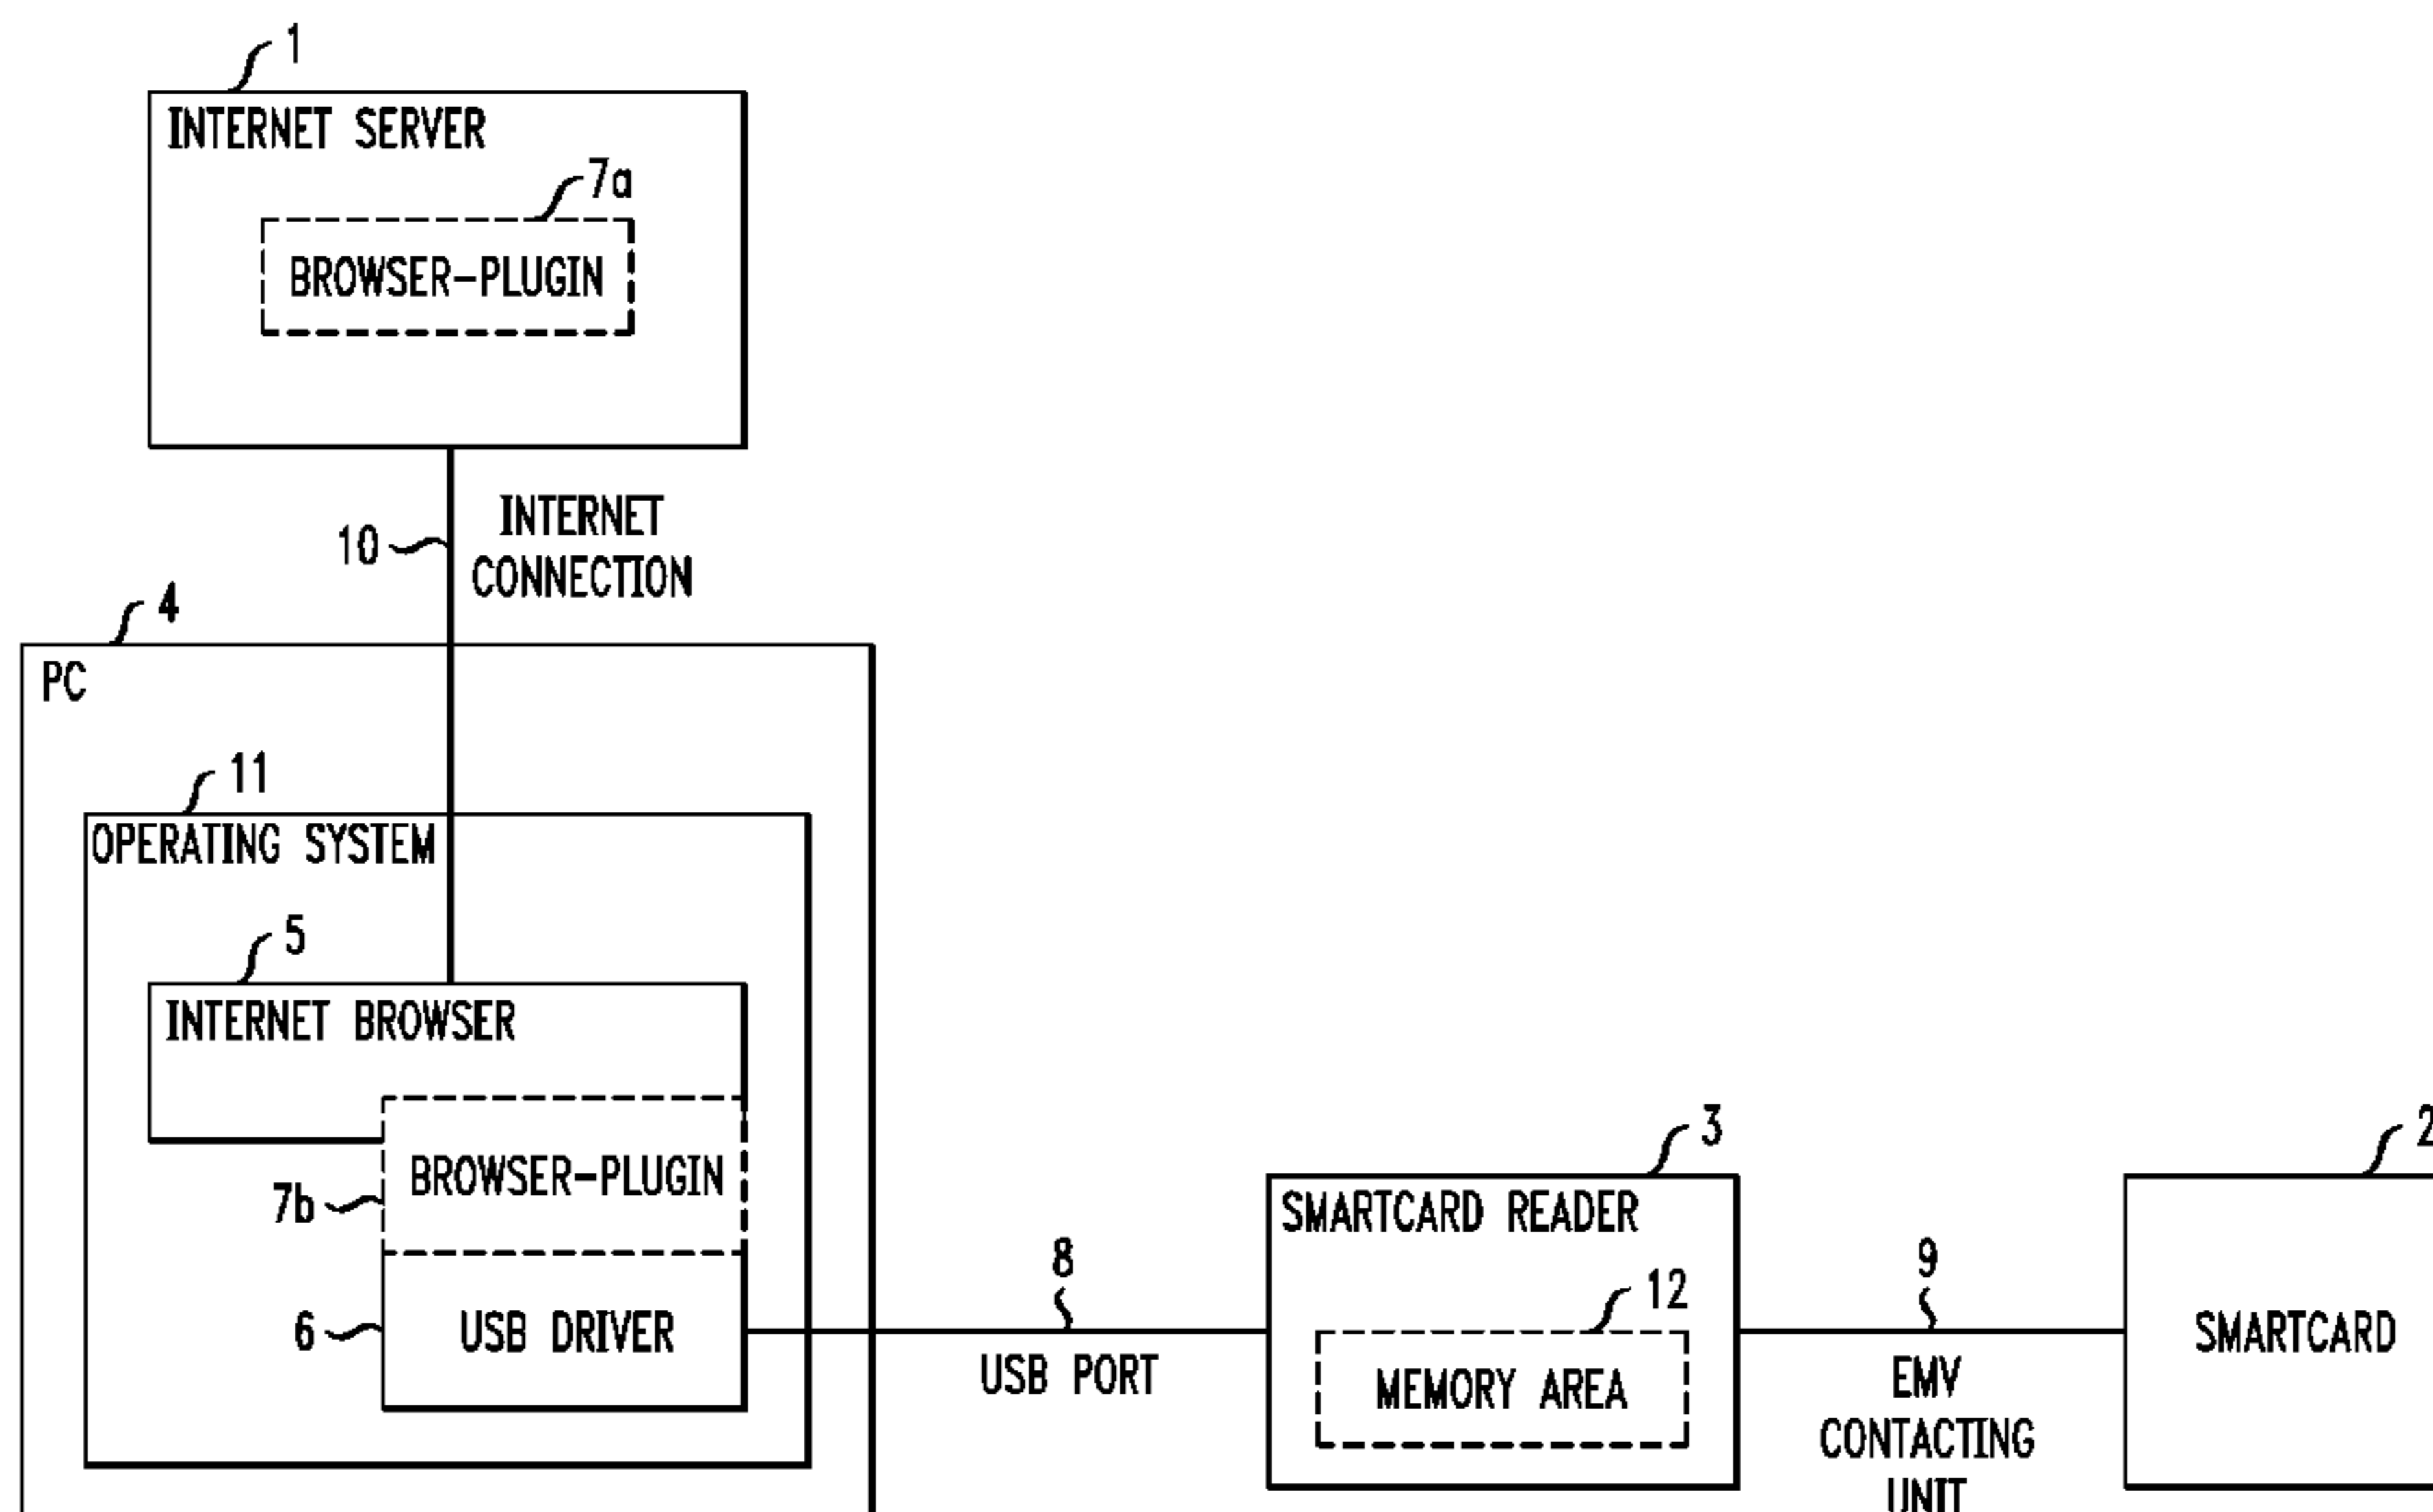 1
INTERNET SERVER
7a
BROWSER-PLUGIN
10
INTERNET
CONNECTION
4
PC
11
OPERATING SYSTEM
5
INTERNET BROWSER
BROWSER-PLUGIN
7b
6
USB DRIVER
8
USB PORT
3
SMARTCARD READER
12
MEMORY AREA
9
EMV
CONTACTING
UNIT
2
SMARTCARD